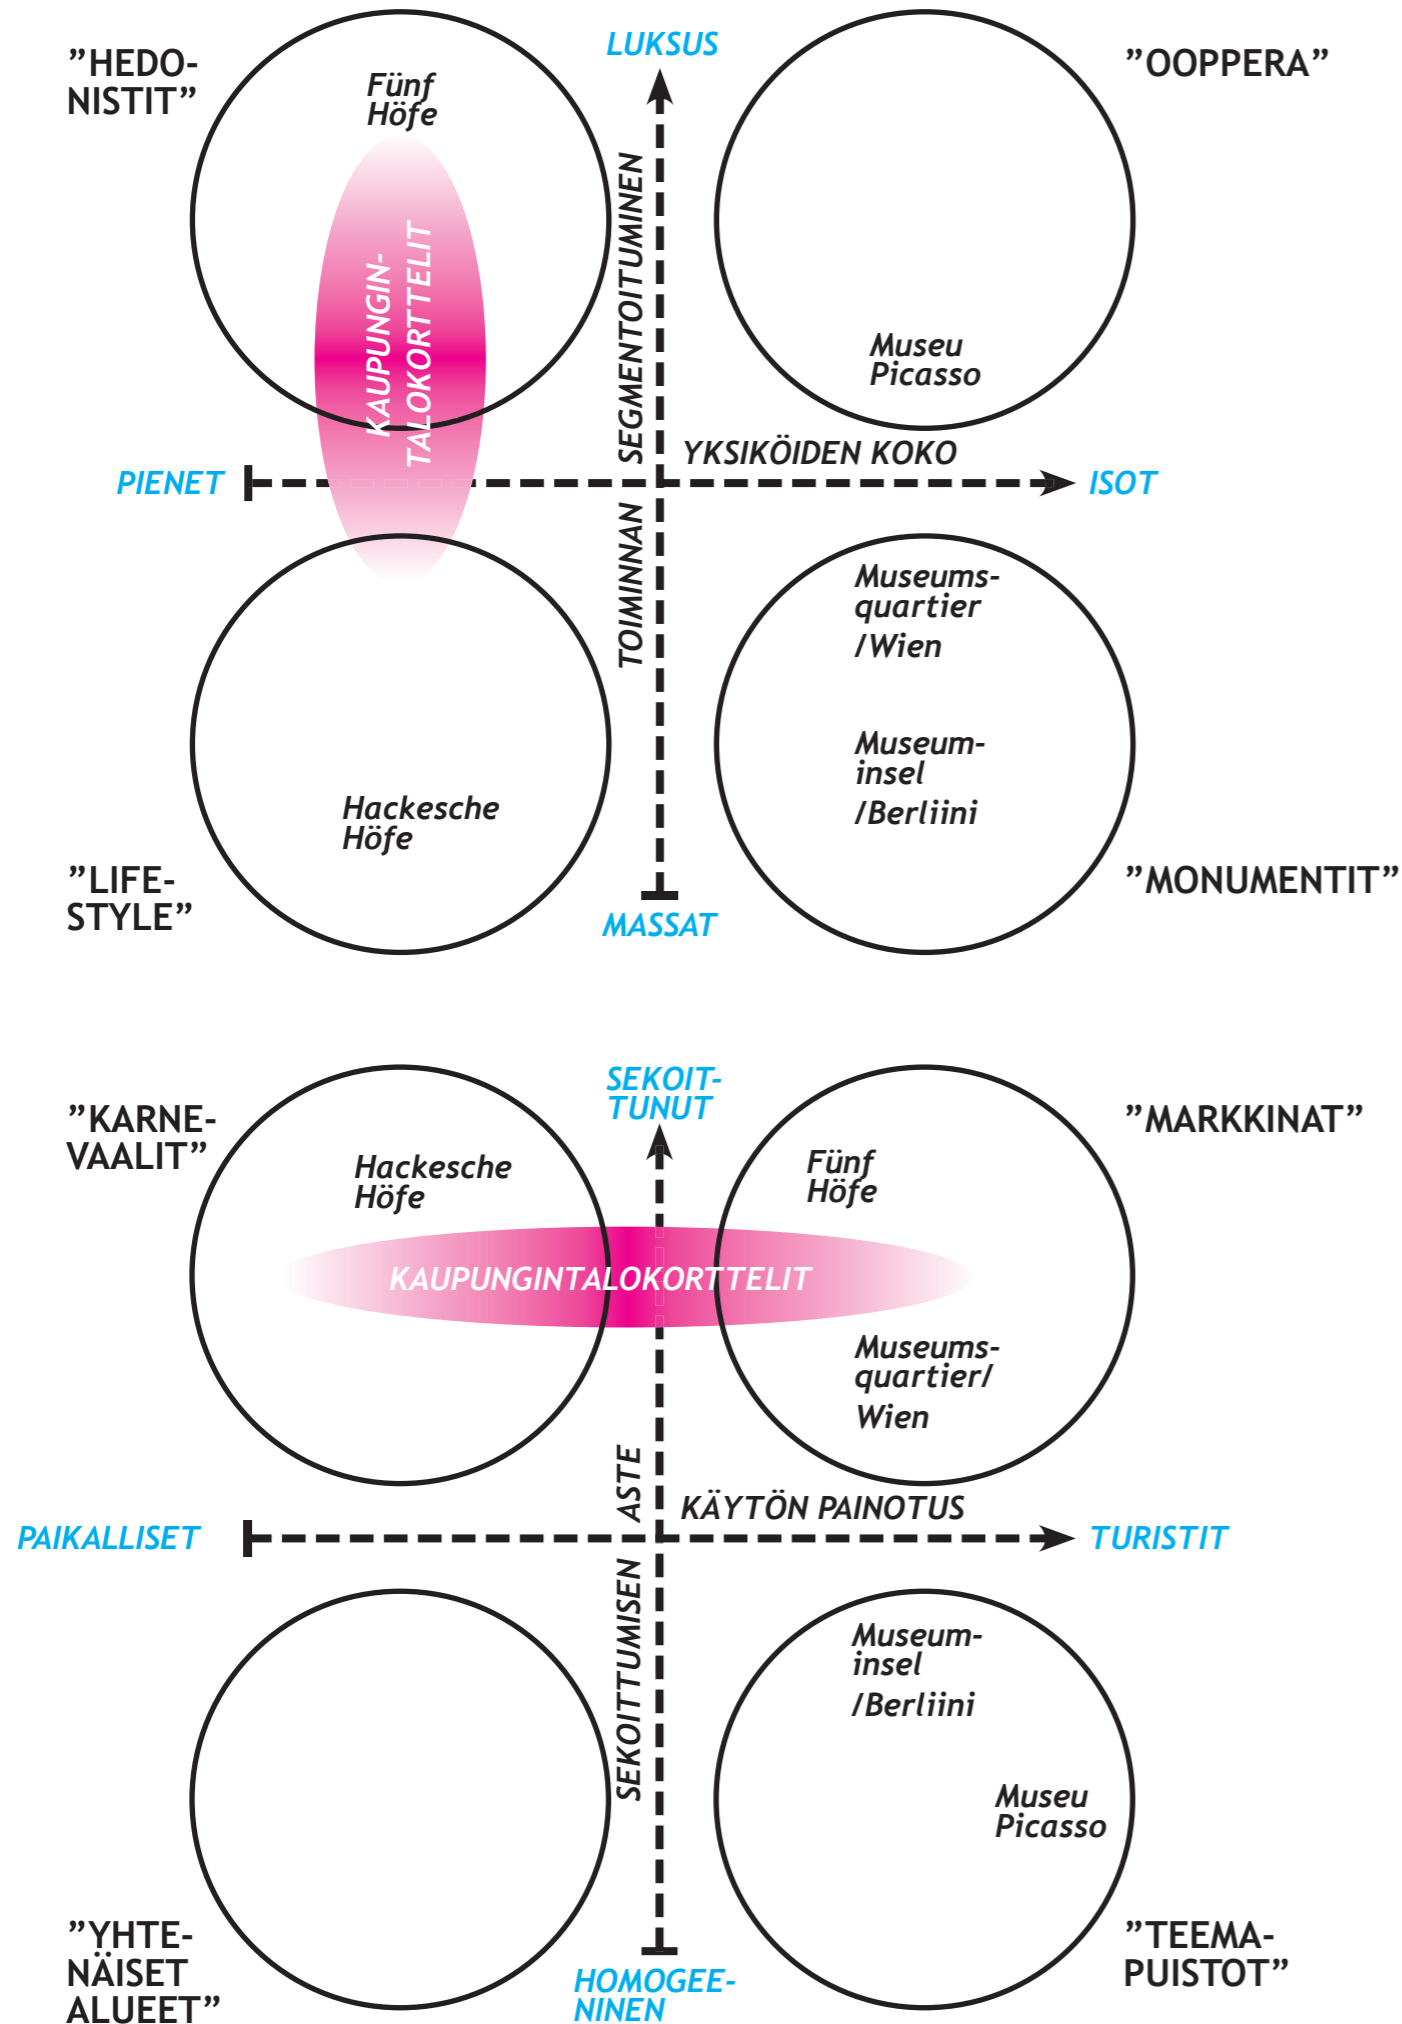 ”HEDO-
NISTIT”
Fünf
Höfe
LUKSUS
”OOPPERA”
KAUPUNGIN-
TALOKORTTELIT
SEGMENTOITUMINEN
Museu
Picasso
PIENET
YKSIKÖIDEN KOKO
ISOT
TOIMINNAN
Museums-
quartier
/Wien
Museum-
insel
/Berliini
Hackesche
Höfe
”LIFE-
STYLE”
”MONUMENTIT”
MASSAT
SEKOIT-
TUNUT
”KARNE-
VAALIT”
”MARKKINAT”
Hackesche
Höfe
Fünf
Höfe
KAUPUNGINTALOKORTTELIT
Museums-
quartier/
Wien
ASTE
KÄYTÖN PAINOTUS
PAIKALLISET
TURISTIT
SEKOITTUMISEN
Museum-
insel
/Berliini
Museu
Picasso
”YHTE-
NÄISET
ALUEET”
HOMOGEE-
NINEN
”TEEMA-
PUISTOT”